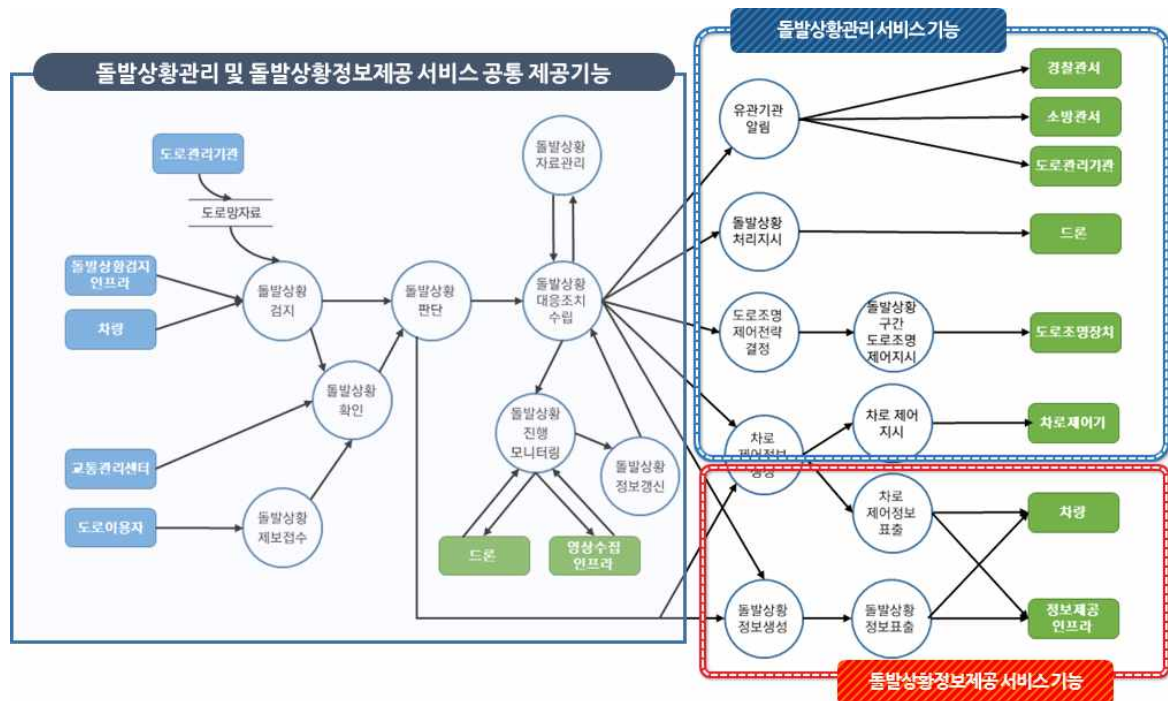 돌발상황관리 및 돌발상황정보제공 서비스 공통 제공기능
도로관리기관
도로망자료
돌발상황검지
인프라
차량
교통관리센터
도로이용자
돌발상황
검지
돌발상황
확인
돌발상황
제보접수
돌발상황
판단
돌발상황
자료관리
돌발상황
대응조치
수립
돌발상황
진행
모니터링
돌발상황
정보갱신
드론
영상수집
인프라
돌발상황관리 서비스 기능
유관기관
알림
경찰관서
소방관서
도로관리기관
돌발상황
처리지시
드론
도로조명
제어전략
결정
돌발상황
구간
도로조명
제어지시
도로조명장치
차로
제어정보
생성
차로 제어
지시
차로제어기
차로
제어정보
표출
차량
돌발상황
정보생성
돌발상황
정보표출
정보제공
인프라
돌발상황정보제공 서비스 기능